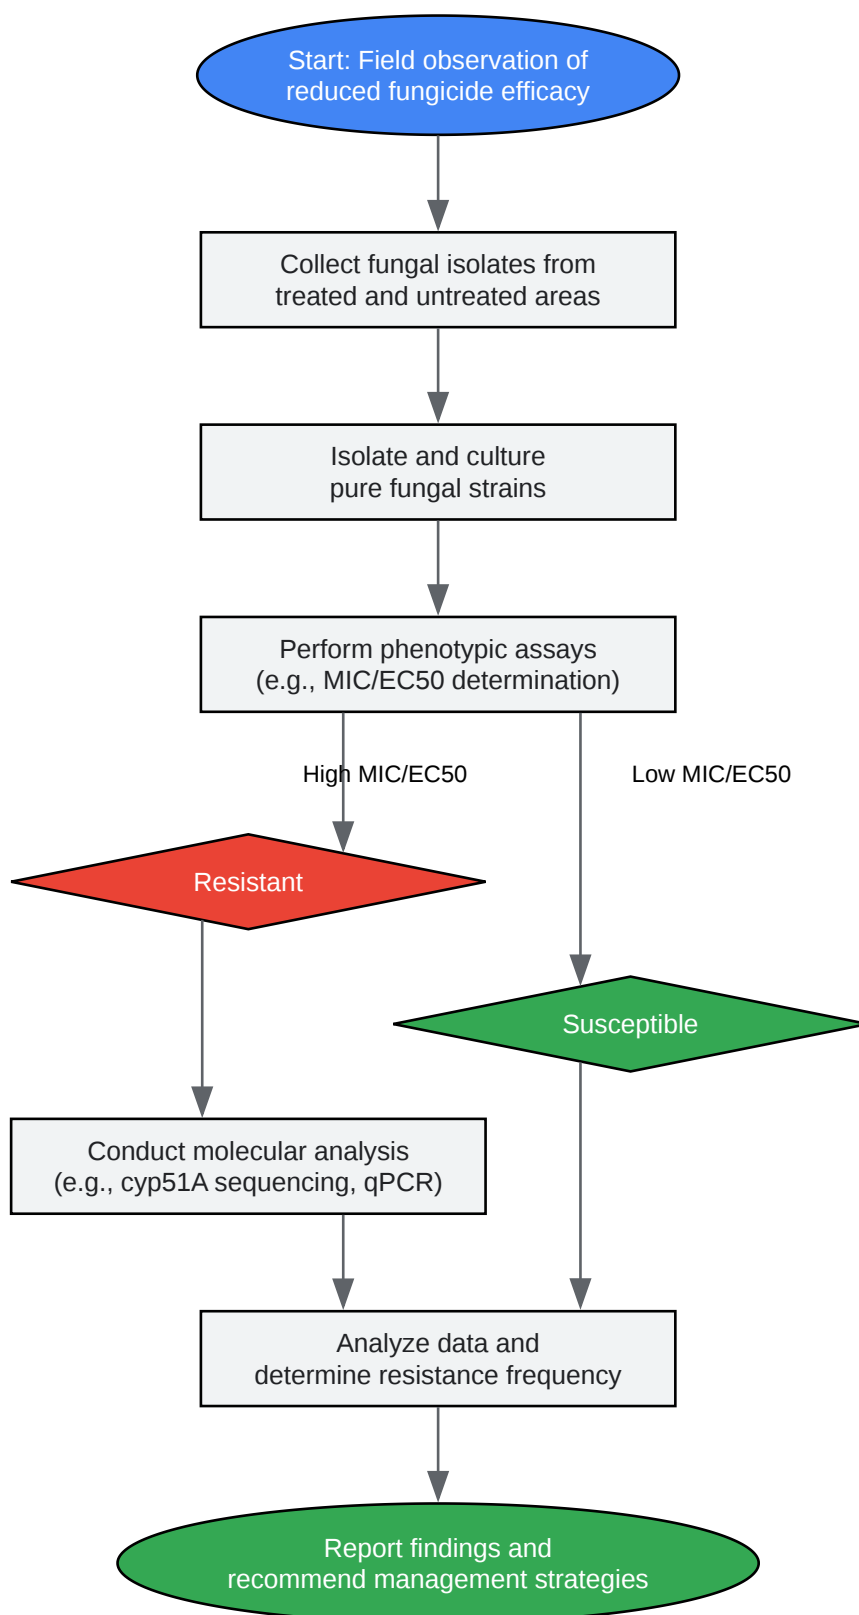 Start: Field observation of
reduced fungicide efficacy
Collect fungal isolates from
treated and untreated areas
Isolate and culture
pure fungal strains
Perform phenotypic assays
(e.g., MIC/EC50 determination)
High MIC/EC50
Low MIC/EC50
Resistant
Susceptible
Conduct molecular analysis
(e.g., cyp51A sequencing, qPCR)
Analyze data and
determine resistance frequency
Report findings and
recommend management strategies